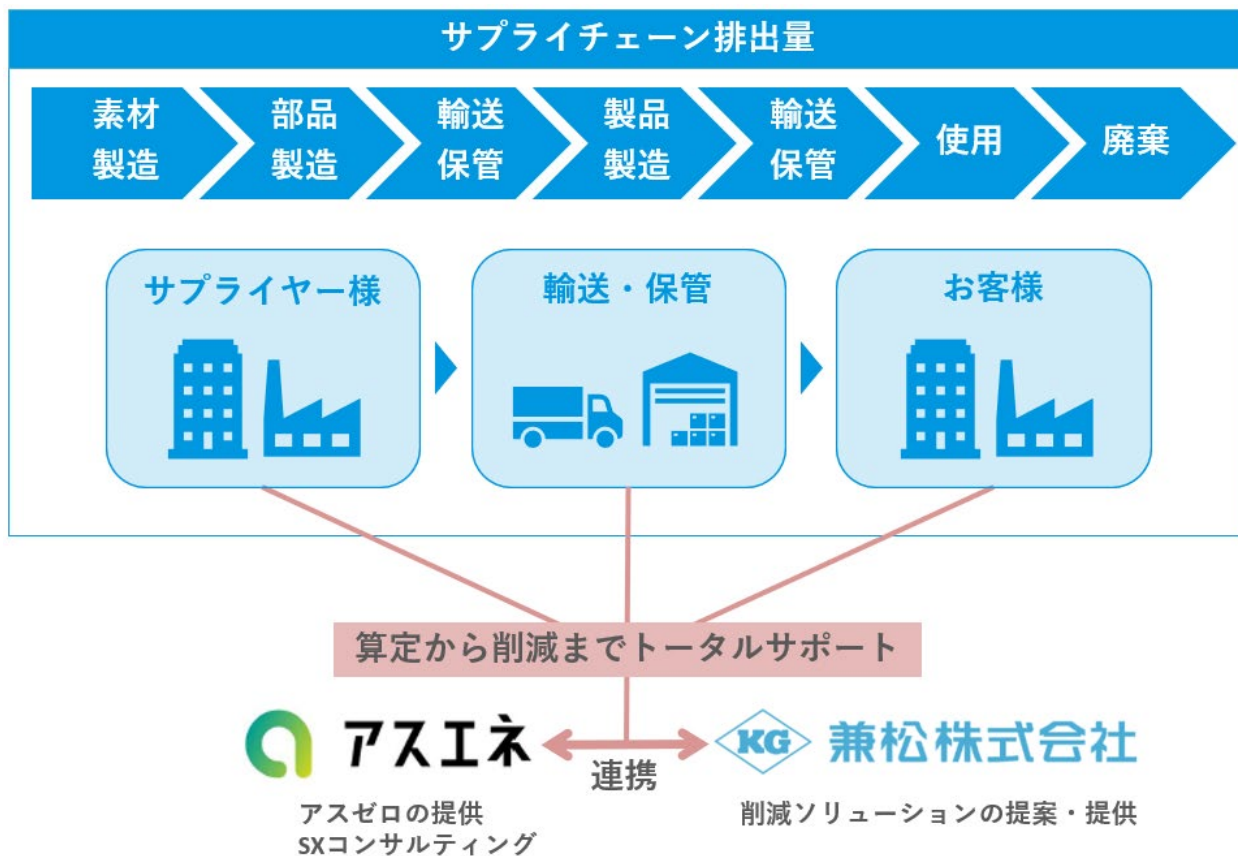 サプライチェーン排出量
素材
製造
部品
製造
輸送
保管
製品
製造
輸送
保管
使用
廃棄
サプライヤー様
輸送・保管
お客様
算定から削減までトータルサポート
アスエネ
連携
KG 兼松株式会社
アスゼロの提供
SXコンサルティング
削減ソリューションの提案・提供